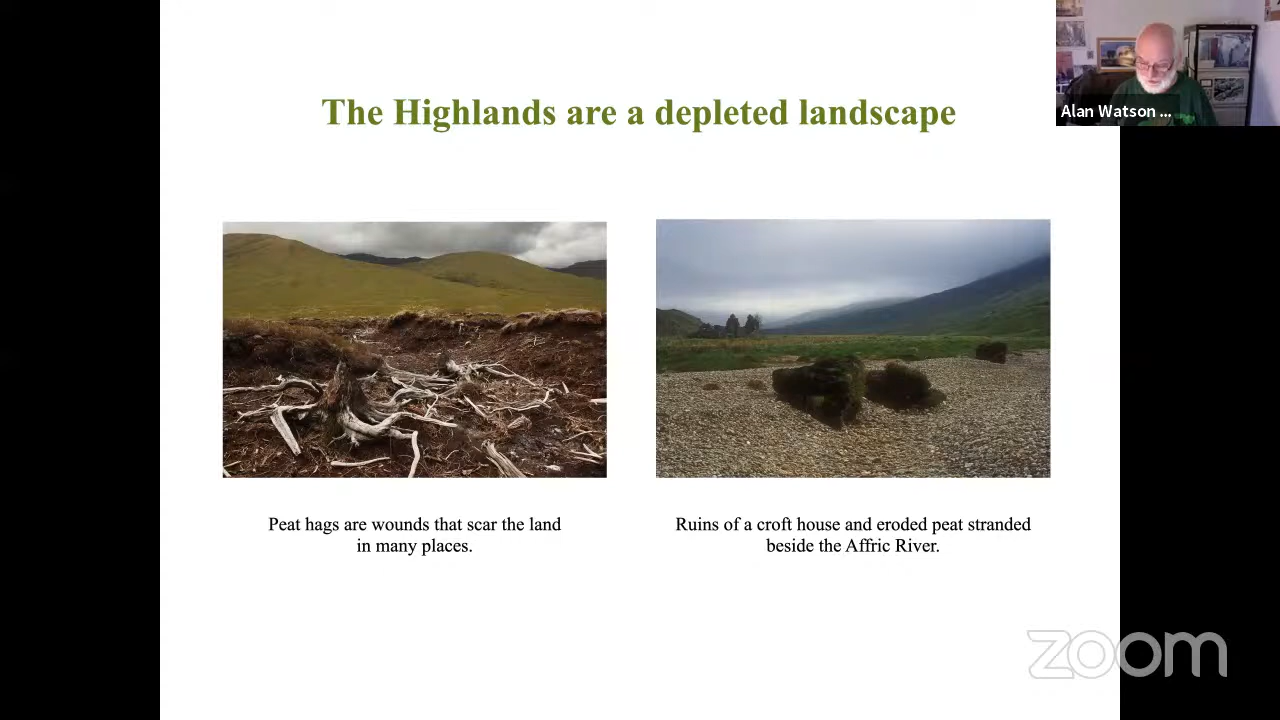 The Highlands are a depleted landscape
Alan Watson ...
Peat hags are wounds that scar the land
in many places.
Ruins of a croft house and eroded peat stranded
beside the Affric River.
zoom